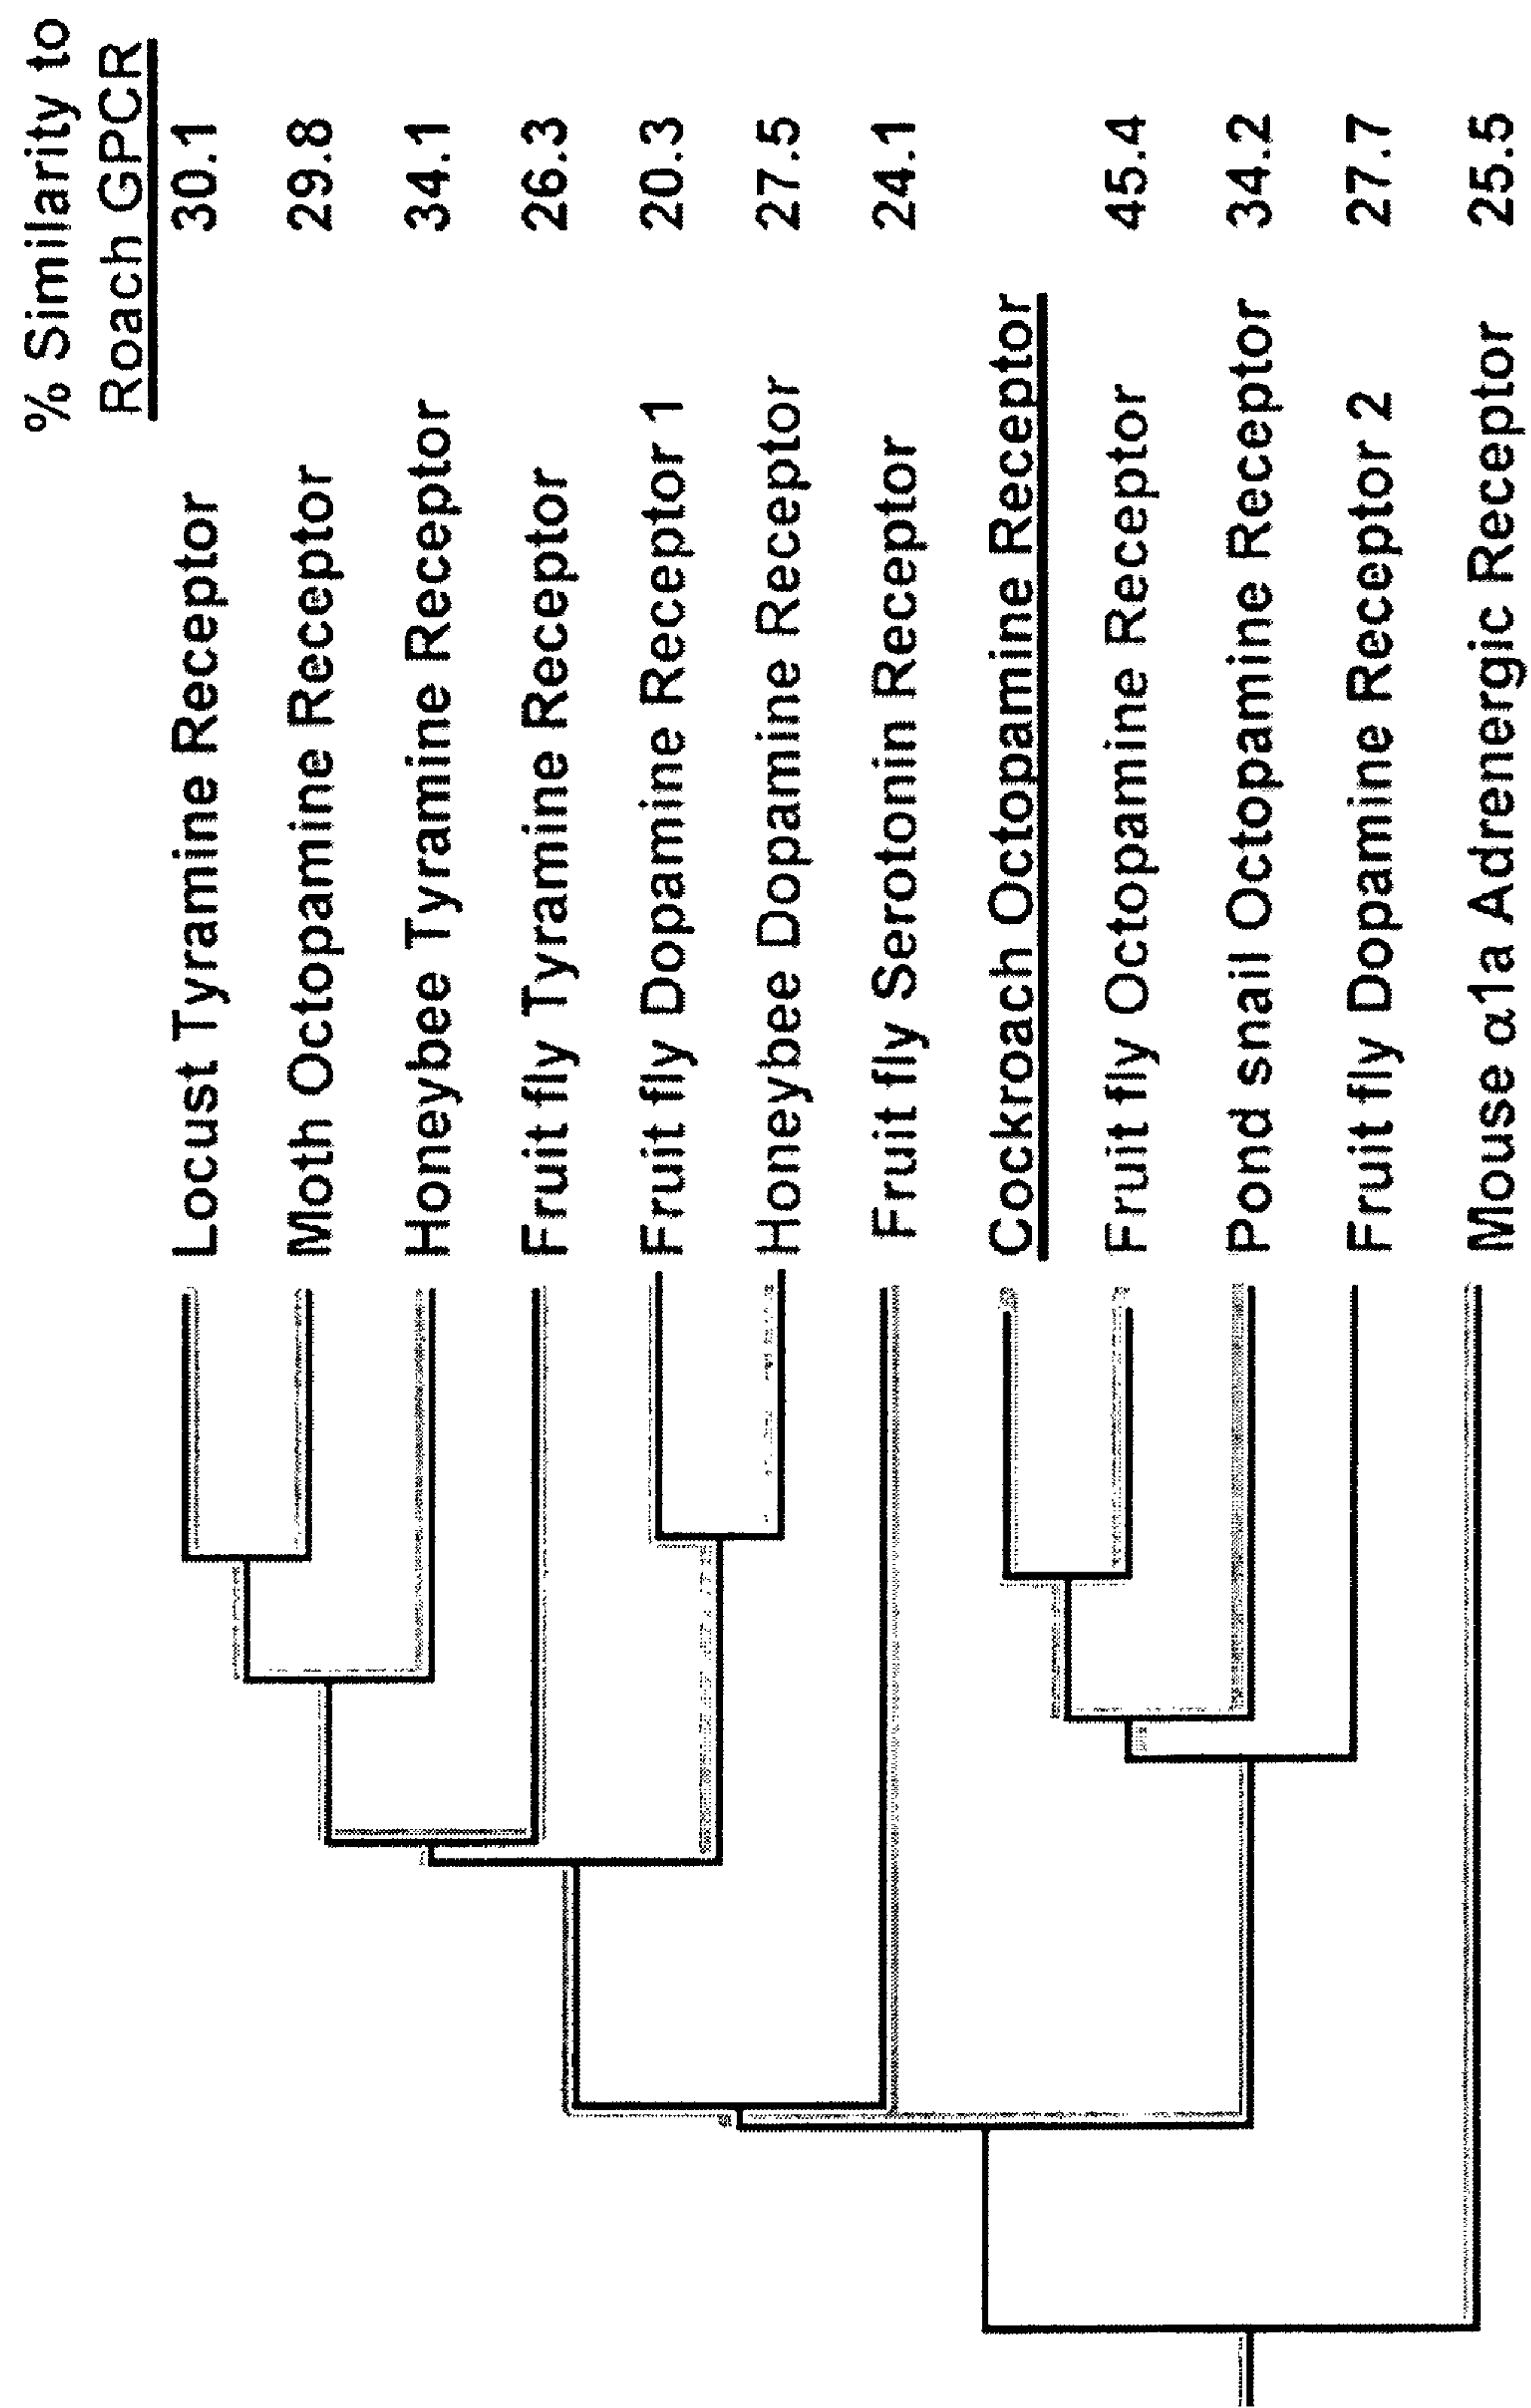 % Similarity to
Roach GPCR
Locust Tyramine Receptor 30.1
Moth Octopamine Receptor 29.8
Honeybee Tyramine Receptor 34.1
Fruit fly Tyramine Receptor 26.3
Fruit fly Dopamine Receptor 1 20.3
Honeybee Dopamine Receptor 27.5
Fruit fly Serotonin Receptor 24.1
Cockroach Octopamine Receptor
Fruit fly Octopamine Receptor 45.4
Pond snail Octopamine Receptor 34.2
Fruit fly Dopamine Receptor 2 27.7
Mouse α1a Adrenergic Receptor 25.5